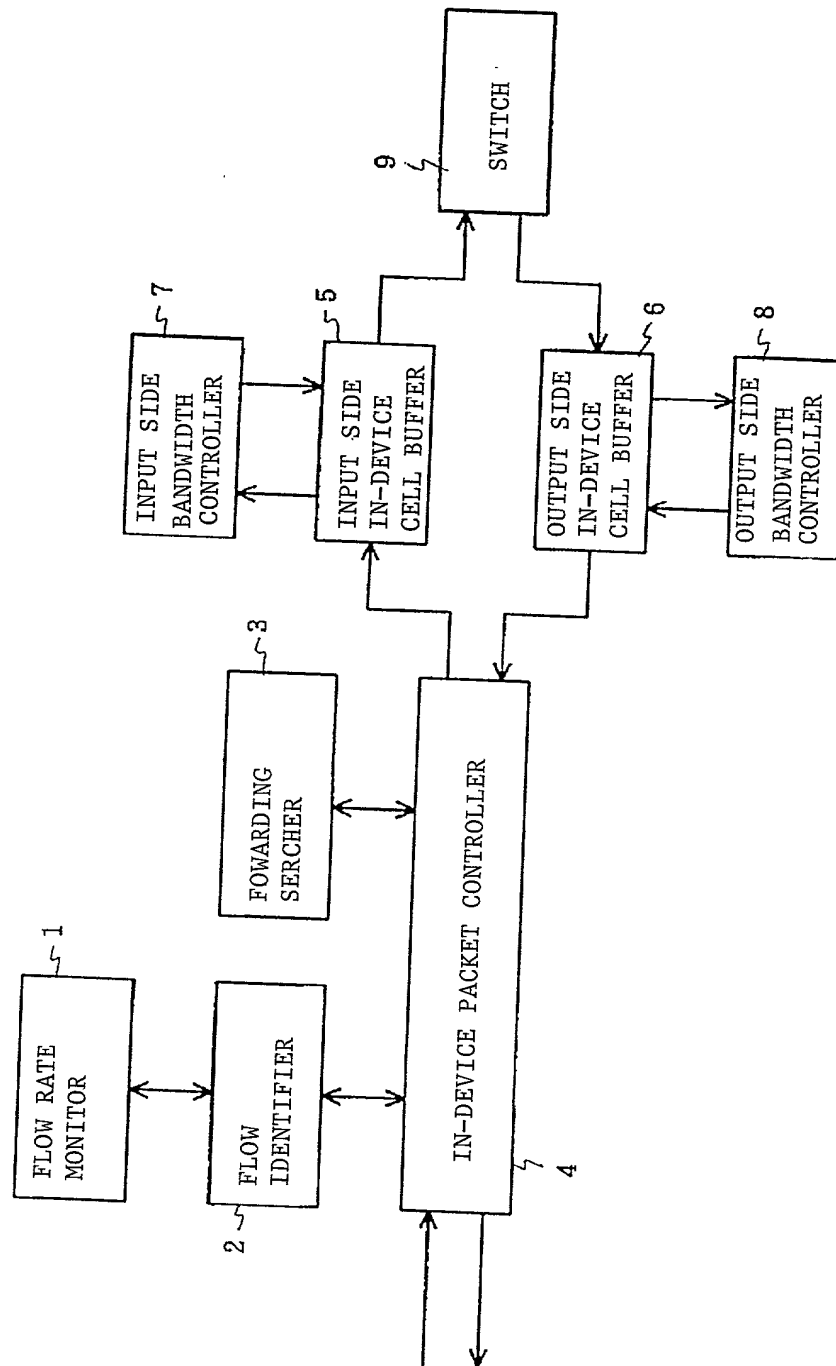 1
FLOW RATE
MONITOR
2
FLOW
IDENTIFIER
3
FOWARDING
SERCHER
IN-DEVICE PACKET CONTROLLER
4
7
INPUT SIDE
BANDWIDTH
CONTROLLER
5
INPUT SIDE
IN-DEVICE
CELL BUFFER
OUTPUT SIDE
IN-DEVICE
CELL BUFFER
6
OUTPUT SIDE
BANDWIDTH
CONTROLLER
8
9
SWITCH